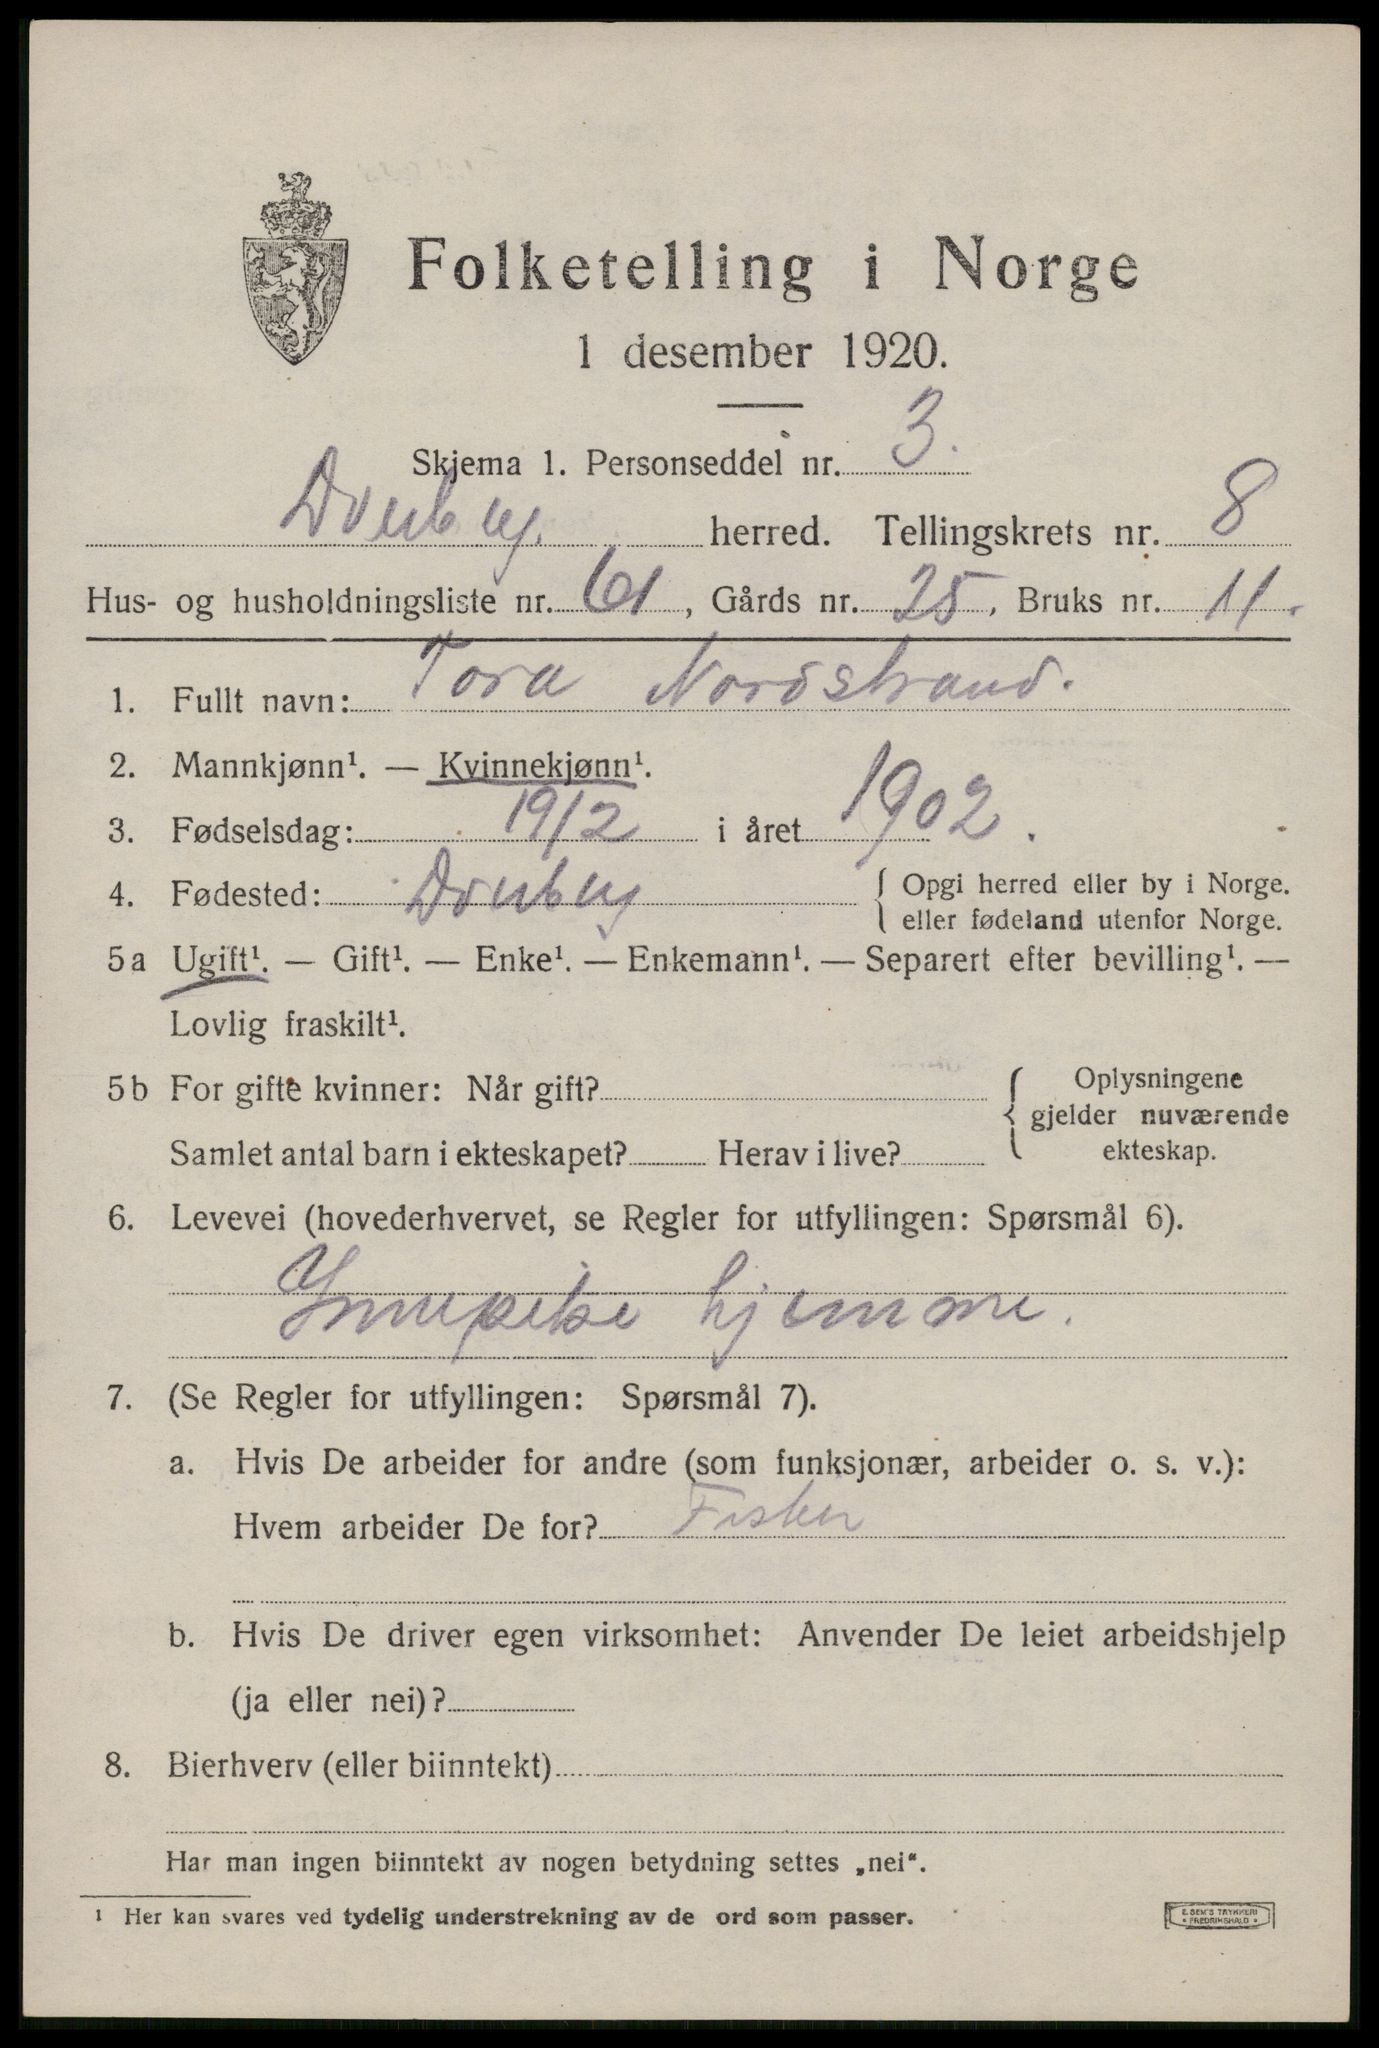 Folketelling i Norge
1 desember 1920.
Skjema 1. Personseddel nr. 3.
Dverberg. herred. Tellingskrets nr. 8
Hus- og husholdningsliste nr. 61, Gårds nr. 25, Bruks nr. 11.
1. Fullt navn: Tora Nordstrand.
2. Mannkjønn¹. — Kvinnekjønn¹.
3. Fødselsdag: 19/2 i året 1902.
4. Fødested: Dverberg { Opgi herred eller by i Norge.
eller fødeland utenfor Norge.
5a Ugift¹. — Gift¹. — Enke¹. — Enkemann¹. — Separert efter bevilling¹. —
Lovlig fraskilt¹.
5b For gifte kvinner: Når gift? { Oplysningene
gjelder nuværende
Samlet antal barn i ekteskapet? Herav i live? ekteskap.
6. Levevei (hovederhvervet, se Regler for utfyllingen: Spørsmål 6).
hjemme.
7. (Se Regler for utfyllingen: Spørsmål 7).
a. Hvis De arbeider for andre (som funksjonær, arbeider o. s. v.):
Hvem arbeider De for? Fisker
b. Hvis De driver egen virksomhet: Anvender De leiet arbeidshjelp
(ja eller nei)?
8. Bierhverv (eller biinntekt)
Har man ingen biinntekt av nogen betydning settes „nei“.
¹ Her kan svares ved tydelig understrekning av de ord som passer.
E. SEM'S TRYKKERI
• FREDRIKSHALD •